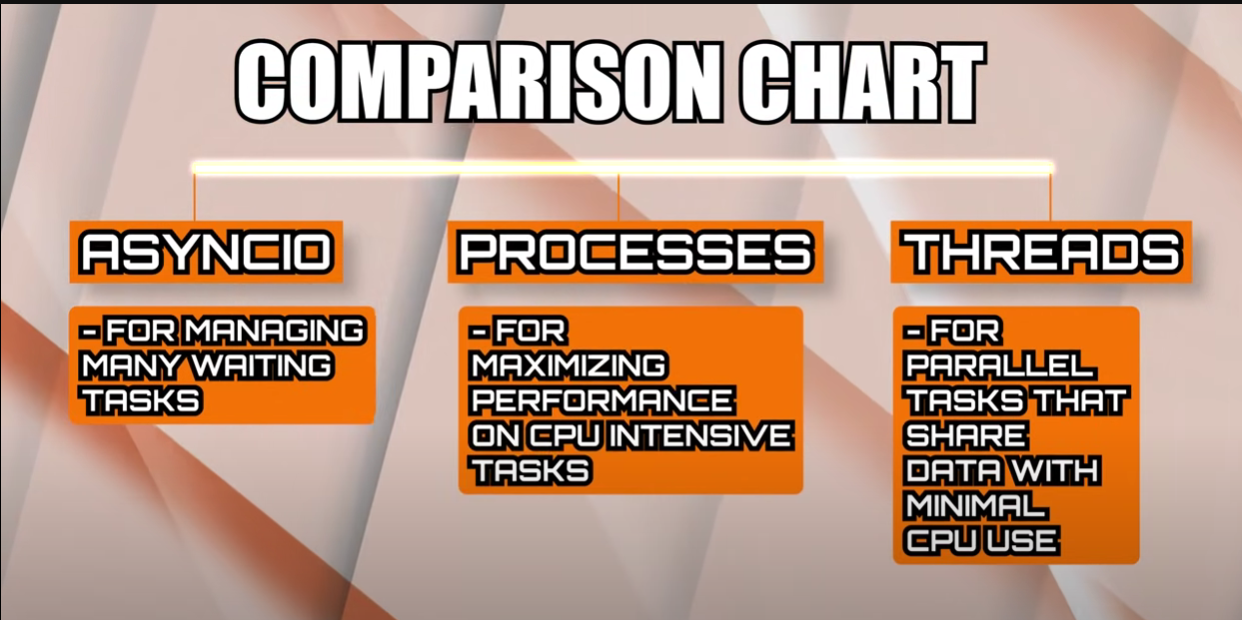 COMPARISON CHART
ASYNCIO
- FOR MANAGING
MANY WAITING
TASKS
PROCESSES
- FOR
MAXIMIZING
PERFORMANCE
ON CPU INTENSIVE
TASKS
THREADS
- FOR
PARALLEL
TASKS THAT
SHARE
DATA WITH
MINIMAL
CPU USE